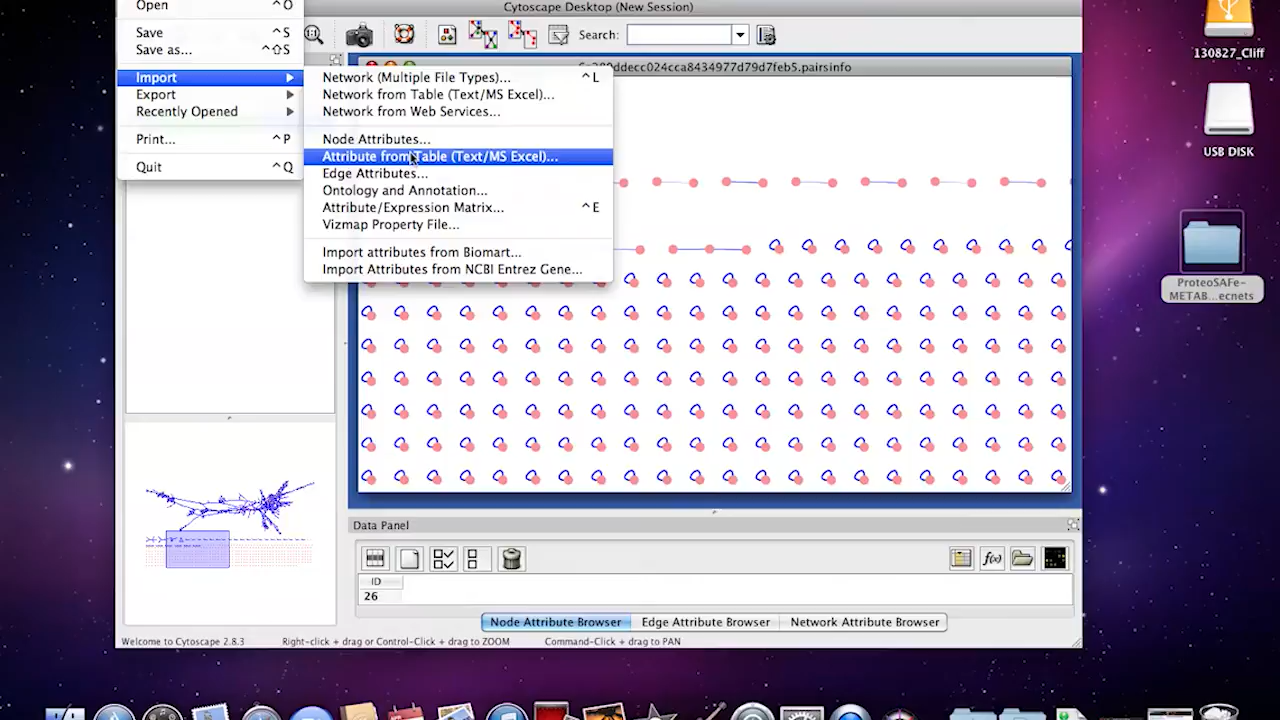 Cytoscape Desktop (New Session)
Open ^O
Save ^S
Save as... ^⇧S
Import
Export
Recently Opened
Print... ^P
Quit ^Q
Network (Multiple File Types)... ^L
Network from Table (Text/MS Excel)...
Network from Web Services...
Node Attributes...
Attribute from Table (Text/MS Excel)...
Edge Attributes...
Ontology and Annotation...
Attribute/Expression Matrix... ^E
Vizmap Property File...
Import attributes from Biomart...
Import Attributes from NCBI Entrez Gene...
Search:
ddecc024cca8434977d79d7feb5.pairsinfo
Data Panel
ID
26
f(x)
Node Attribute Browser
Edge Attribute Browser
Network Attribute Browser
Welcome to Cytoscape 2.8.3
Right-click + drag or Control-Click + drag to ZOOM
Command-Click + drag to PAN
130827_Cliff
USB DISK
ProteoSAFe-
METAB...ecnets